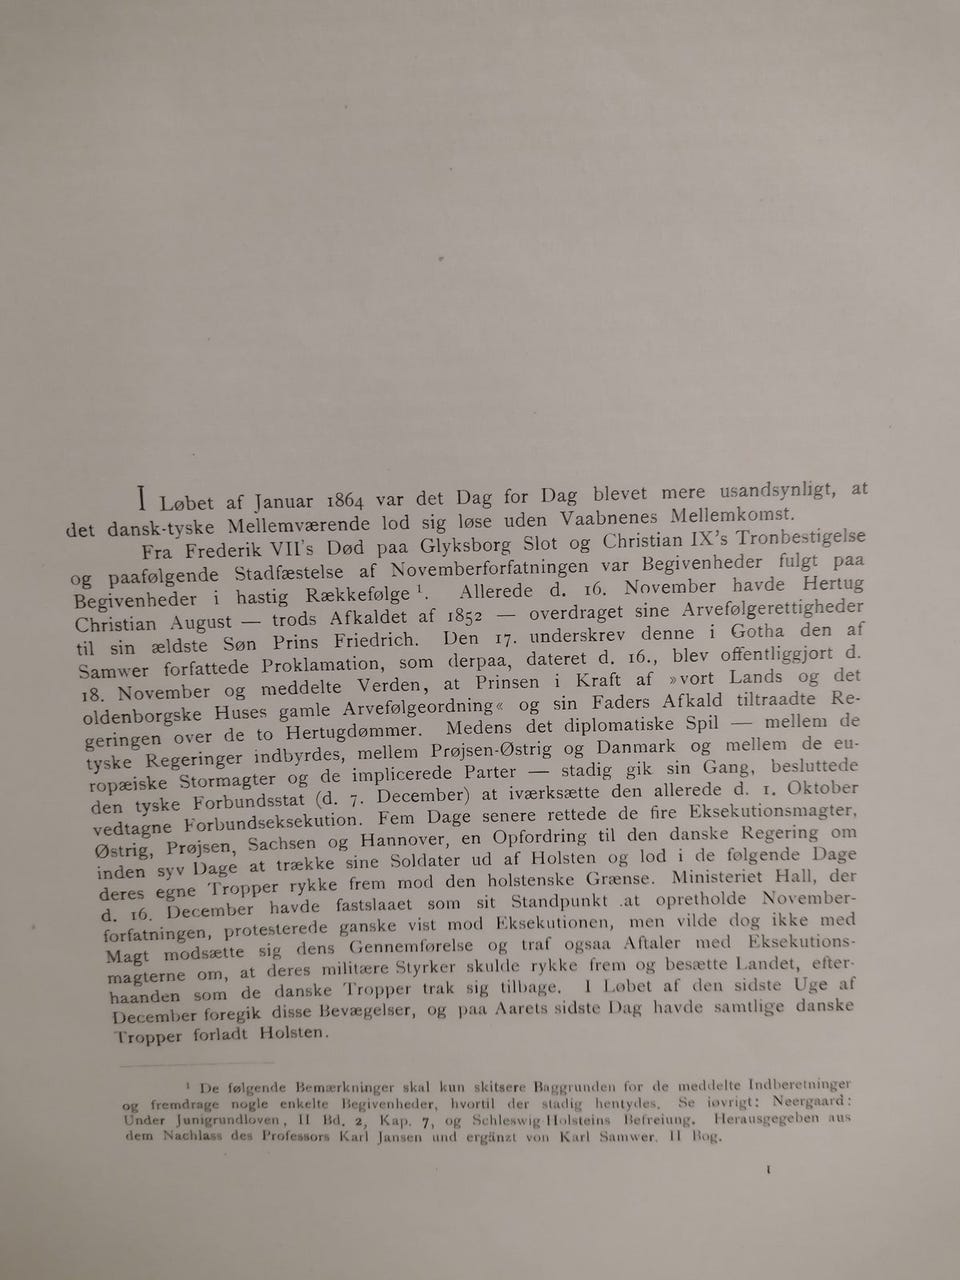 I Løbet af Januar 1864 var det Dag for Dag blevet mere usandsynligt, at
det dansk-tyske Mellemværende lod sig løse uden Vaabnenes Mellemkomst.
Fra Frederik VII's Død paa Glyksborg Slot og Christian IX's Tronbestigelse
og paafølgende Stadfæstelse af Novemberforfatningen var Begivenheder fulgt paa
Begivenheder i hastig Rækkefølge ¹. Allerede d. 16. November havde Hertug
Christian August — trods Afkaldet af 1852 — overdraget sine Arvefølgerettigheder
til sin ældste Søn Prins Friedrich. Den 17. underskrev denne i Gotha den af
Samwer forfattede Proklamation, som derpaa, dateret d. 16., blev offentliggjort d.
18. November og meddelte Verden, at Prinsen i Kraft af »vort Lands og det
oldenborgske Huses gamle Arvefølgeordning« og sin Faders Afkald tiltraadte Re-
geringen over de to Hertugdømmer. Medens det diplomatiske Spil — mellem de
tyske Regeringer indbyrdes, mellem Prøjsen-Østrig og Danmark og mellem de eu-
ropæiske Stormagter og de implicerede Parter — stadig gik sin Gang, besluttede
den tyske Forbundsstat (d. 7. December) at iværksætte den allerede d. 1. Oktober
vedtagne Forbundseksekution. Fem Dage senere rettede de fire Eksekutionsmagter,
Østrig, Prøjsen, Sachsen og Hannover, en Opfordring til den danske Regering om
inden syv Dage at trække sine Soldater ud af Holsten og lod i de følgende Dage
deres egne Tropper rykke frem mod den holstenske Grænse. Ministeriet Hall, der
d. 16. December havde fastslaaet som sit Standpunkt at opretholde November-
forfatningen, protesterede ganske vist mod Eksekutionen, men vilde dog ikke med
Magt modsætte sig dens Gennemførelse og traf ogsaa Aftaler med Eksekutions-
magterne om, at deres militære Styrker skulde rykke frem og besætte Landet, efter-
haanden som de danske Tropper trak sig tilbage. I Løbet af den sidste Uge af
December foregik disse Bevægelser, og paa Aarets sidste Dag havde samtlige danske
Tropper forladt Holsten.
¹ De følgende Bemærkninger skal kun skitsere Baggrunden for de meddelte Indberetninger
og fremdrage nogle enkelte Begivenheder, hvortil der stadig hentydes. Se iøvrigt: Neergaard:
Under Junigrundloven, II Bd. 2, Kap. 7, og Schleswig-Holsteins Befreiung. Herausgegeben aus
dem Nachlass des Professors Karl Jansen und ergänzt von Karl Samwer. II Bog.
1